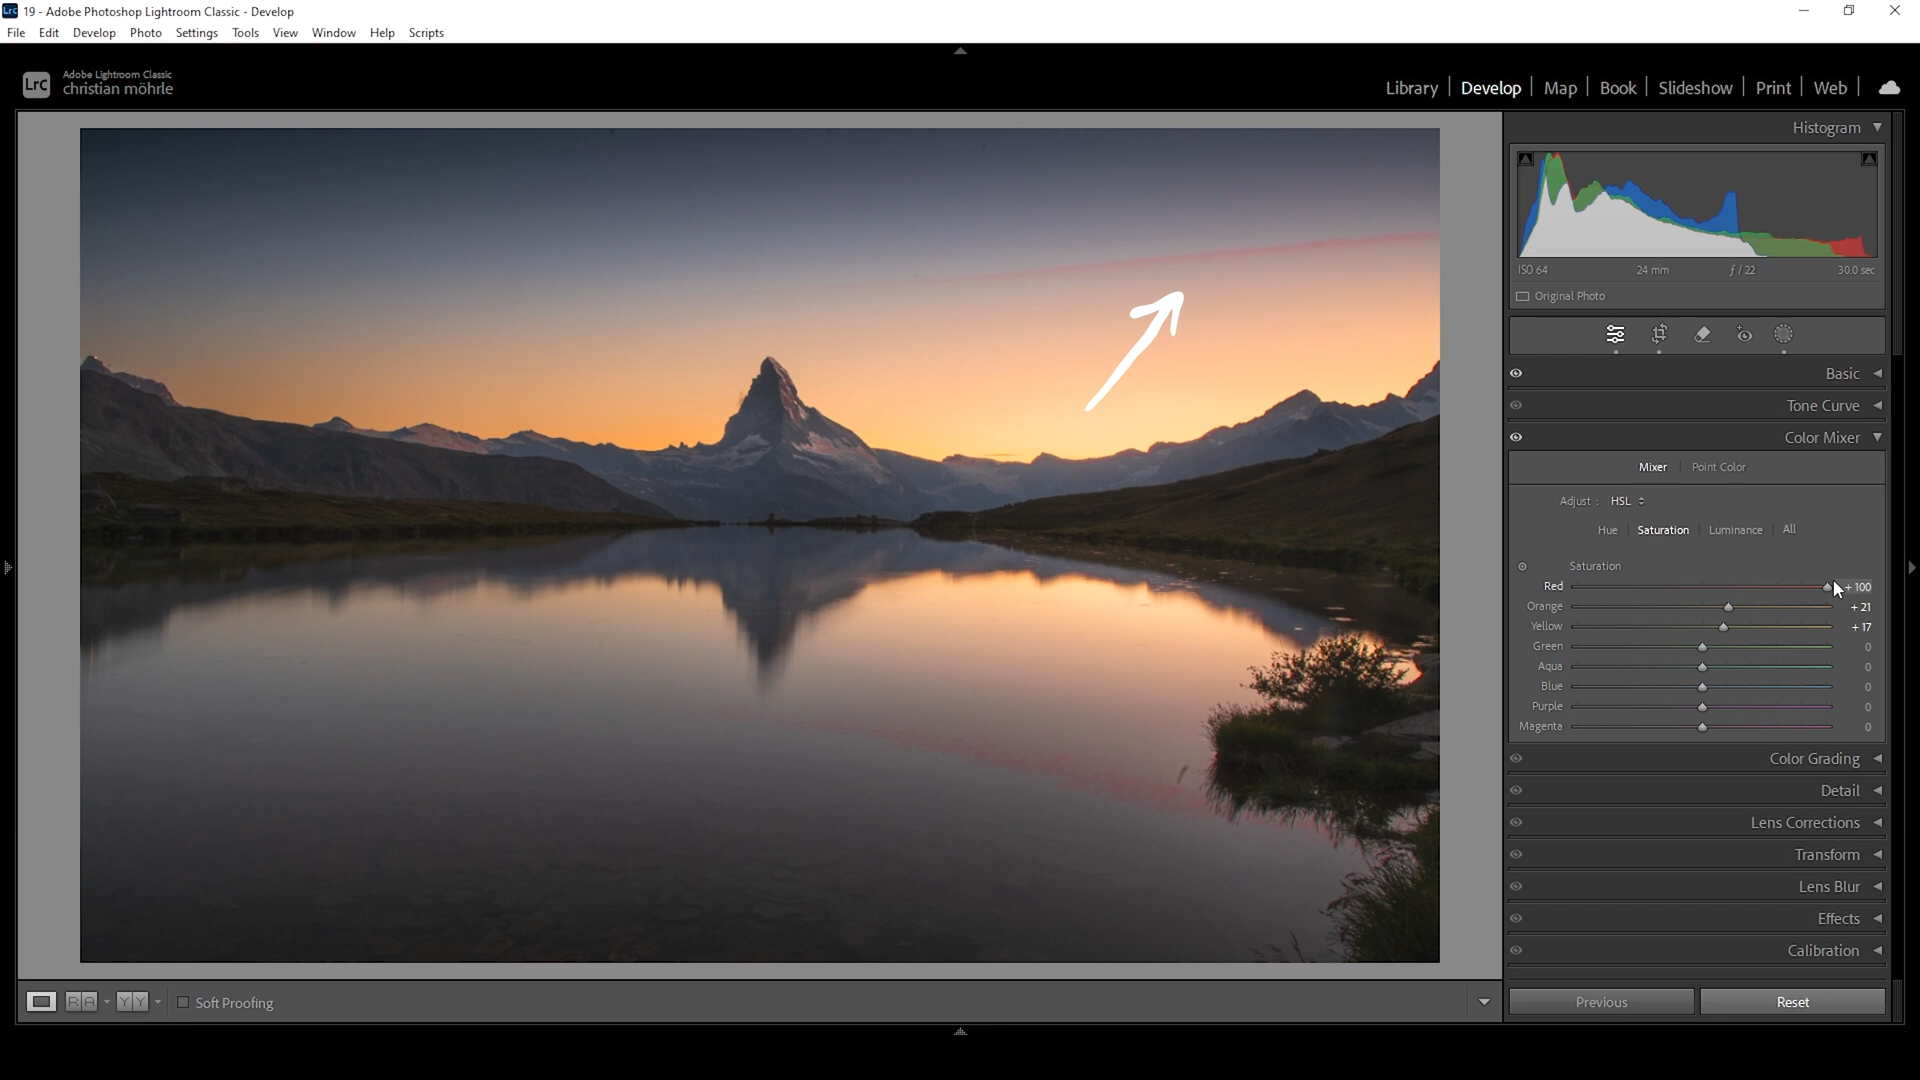 19 - Adobe Photoshop Lightroom Classic - Develop
File Edit Develop Photo Settings Tools View Window Help Scripts
LrC
Adobe Lightroom Classic
christian möhrle
Library Develop Map Book Slideshow Print Web
Histogram
ISO 64 24 mm ƒ / 22 30.0 sec
Original Photo
Basic
Tone Curve
Color Mixer
Mixer Point Color
Adjust : HSL
Hue Saturation Luminance All
Saturation
Red + 100
Orange + 21
Yellow + 17
Green 0
Aqua 0
Blue 0
Purple 0
Magenta 0
Color Grading
Detail
Lens Corrections
Transform
Lens Blur
Effects
Calibration
R A Y Y Soft Proofing
Previous Reset